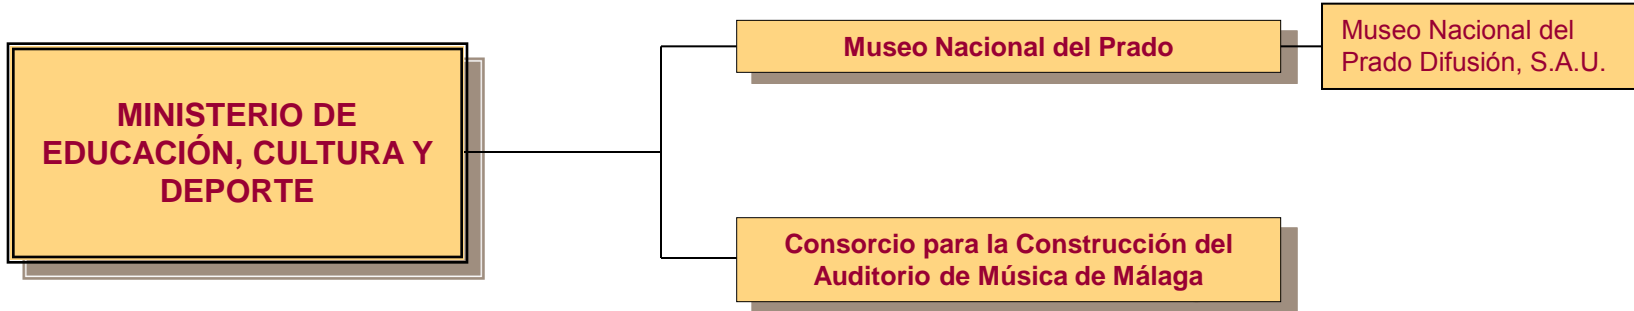 MINISTERIO DE
EDUCACIÓN, CULTURA Y
DEPORTE
Museo Nacional del Prado
Museo Nacional del
Prado Difusión, S.A.U.
Consorcio para la Construcción del
Auditorio de Música de Málaga